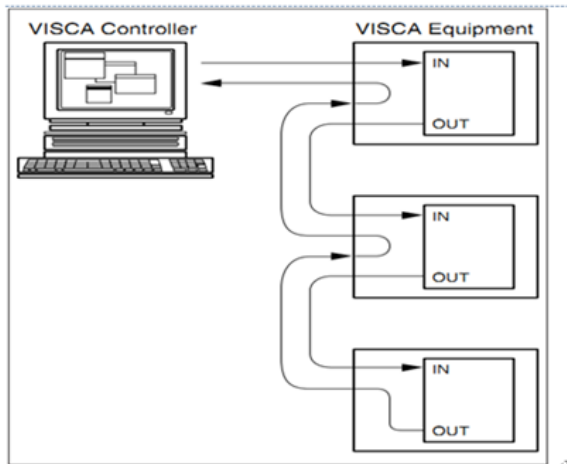 VISCA Controller
VISCA Equipment
IN
OUT
IN
OUT
IN
OUT